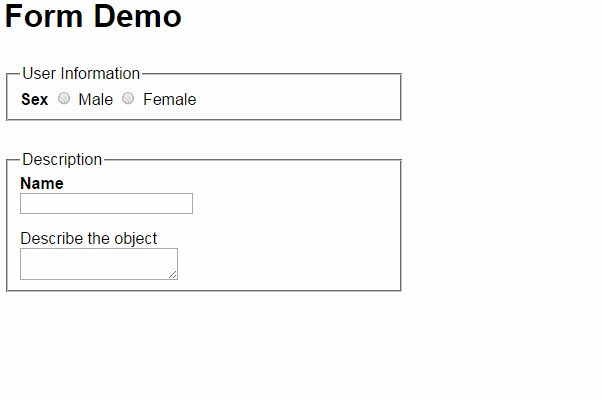 Form Demo
User Information
Sex Male Female
Description
Name
Describe the object